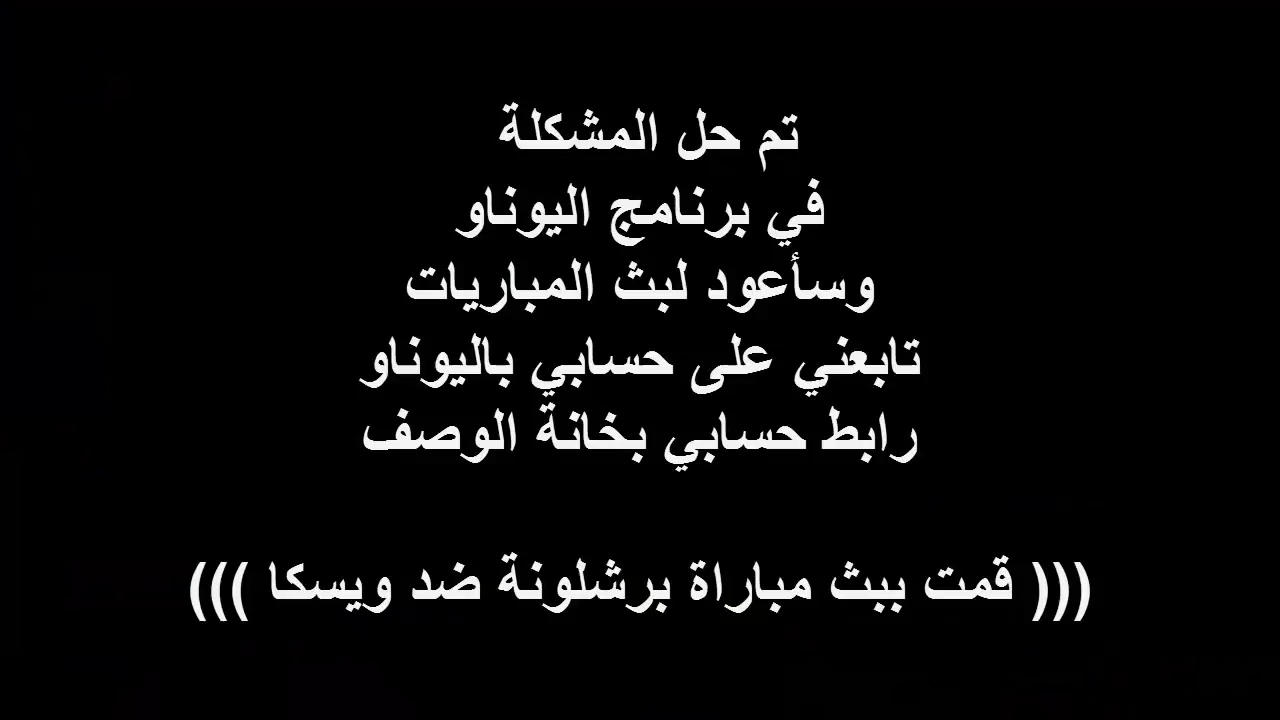 تم حل المشكلة
في برنامج اليوناو
وسأعود لبث المباريات
تابعني على حسابي باليوناو
رابط حسابي بخانة الوصف
((( قمت ببث مباراة برشلونة ضد ويسكا )))